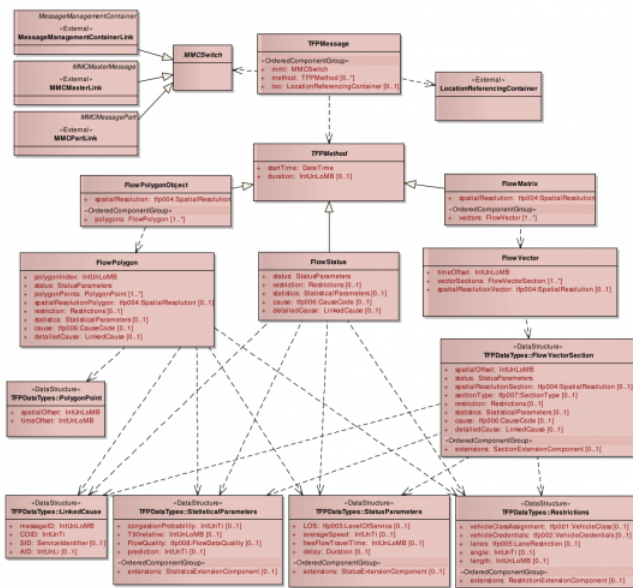 MessageManagementContainer
«External»
MessageManagementContainerLink
MMCMasterMessage
«External»
MMCMasterLink
MMCMessagePart
«External»
MMCPartLink
MMCSwitch
TFPMessage
«OrderedComponentGroup»
+ mmt: MMCSwitch
+ method: TFPMethod [0..*]
+ loc: LocationReferencingContainer [0..1]
«External»
LocationReferencingContainer
TFPMethod
+ startTime: DateTime
+ duration: IntUnLoMB [0..1]
FlowPolygonObject
+ spatialResolution: tfp004:SpatialResolution
«OrderedComponentGroup»
+ polygons: FlowPolygon [1..*]
FlowMatrix
+ spatialResolution: tfp004:SpatialResolution
«OrderedComponentGroup»
+ vectors: FlowVector [1..*]
FlowPolygon
+ polygonIndex: IntUnLoMB
+ status: StatusParameters
+ polygonPoints: PolygonPoint [1..*]
+ spatialResolutionPolygon: tfp004:SpatialResolution [0..1]
+ restriction: Restrictions [0..1]
+ statistics: StatisticalParameters [0..1]
+ cause: tfp006:CauseCode [0..1]
+ detailedCause: LinkedCause [0..1]
FlowStatus
+ status: StatusParameters
+ restriction: Restrictions [0..1]
+ statistics: StatisticalParameters [0..1]
+ cause: tfp006:CauseCode [0..1]
+ detailedCause: LinkedCause [0..1]
FlowVector
+ timeOffset: IntUnLoMB
+ vectorSections: FlowVectorSection [1..*]
+ spatialResolutionVector: tfp004:SpatialResolution [0..1]
«DataStructure»
TFPDataTypes::FlowVectorSection
+ spatialOffset: IntUnLoMB
+ status: StatusParameters
+ spatialResolutionSection: tfp004:SpatialResolution [0..1]
+ sectionType: tfp007:SectionType [0..1]
+ restriction: Restrictions [0..1]
+ statistics: StatisticalParameters [0..1]
+ cause: tfp006:CauseCode [0..1]
+ detailedCause: LinkedCause [0..1]
«OrderedComponentGroup»
+ extensions: SectionExtensionComponent [0..1]
«DataStructure»
TFPDataTypes::PolygonPoint
+ spatialOffset: IntUnLoMB
+ timeOffset: IntUnLoMB
«DataStructure»
TFPDataTypes::LinkedCause
+ messageID: IntUnLoMB
+ COID: IntUnTi
+ SID: ServiceIdentifier [0..1]
+ AID: IntUnLi [0..1]
«DataStructure»
TFPDataTypes::StatisticalParameters
+ congestionProbability: IntUnTi [0..1]
+ TillXrelative: IntUnLoMB [0..1]
+ FlowQuality: tfp008:FlowDataQuality [0..1]
+ prediction: IntUnTi [0..1]
+ extensions: StatisticsExtensionComponent [0..1]
«DataStructure»
TFPDataTypes::StatusParameters
+ LOS: tfp003:LevelOfService [0..1]
+ averageSpeed: IntUnTi [0..1]
+ freeFlowTravelTime: IntUnLoMB [0..1]
+ delay: Duration [0..1]
+ extensions: StatusExtensionComponent [0..1]
«DataStructure»
TFPDataTypes::Restrictions
+ vehicleClassAssignment: tfp001:VehicleClass [0..1]
+ vehicleCredentials: tfp002:VehicleCredentials [0..1]
+ lanes: tfp005:LaneRestriction [0..1]
+ angle: IntUnTi [0..1]
+ length: IntUnLoMB [0..1]
+ extensions: RestrictionExtensionComponent [0..1]